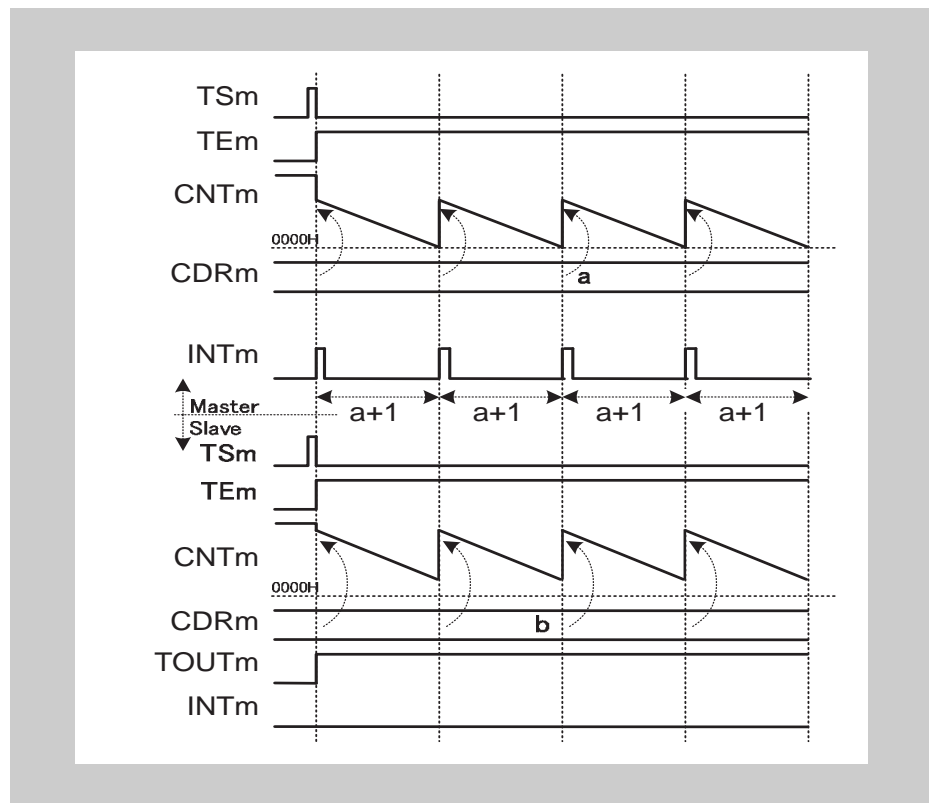 TSm
TEm
CNTm
0000H
CDRm
a
INTm
a+1 a+1 a+1 a+1
Master
Slave
TSm
TEm
CNTm
0000H
CDRm
b
TOUTm
INTm